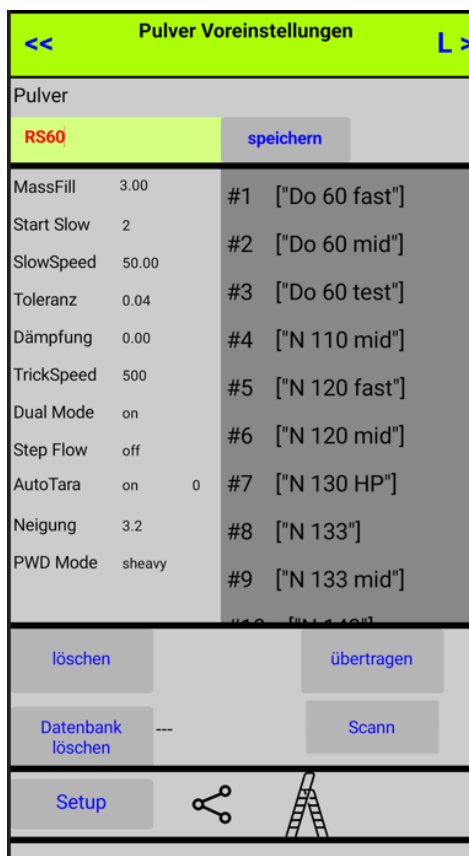 << Pulver Voreinstellungen L >
Pulver
RS60 speichern
MassFill 3.00
Start Slow 2
SlowSpeed 50.00
Toleranz 0.04
Dämpfung 0.00
TrickSpeed 500
Dual Mode on
Step Flow off
AutoTara on 0
Neigung 3.2
PWD Mode sheavy
#1 ["Do 60 fast"]
#2 ["Do 60 mid"]
#3 ["Do 60 test"]
#4 ["N 110 mid"]
#5 ["N 120 fast"]
#6 ["N 120 mid"]
#7 ["N 130 HP"]
#8 ["N 133"]
#9 ["N 133 mid"]
löschen übertragen
Datenbank
löschen --- Scann
Setup